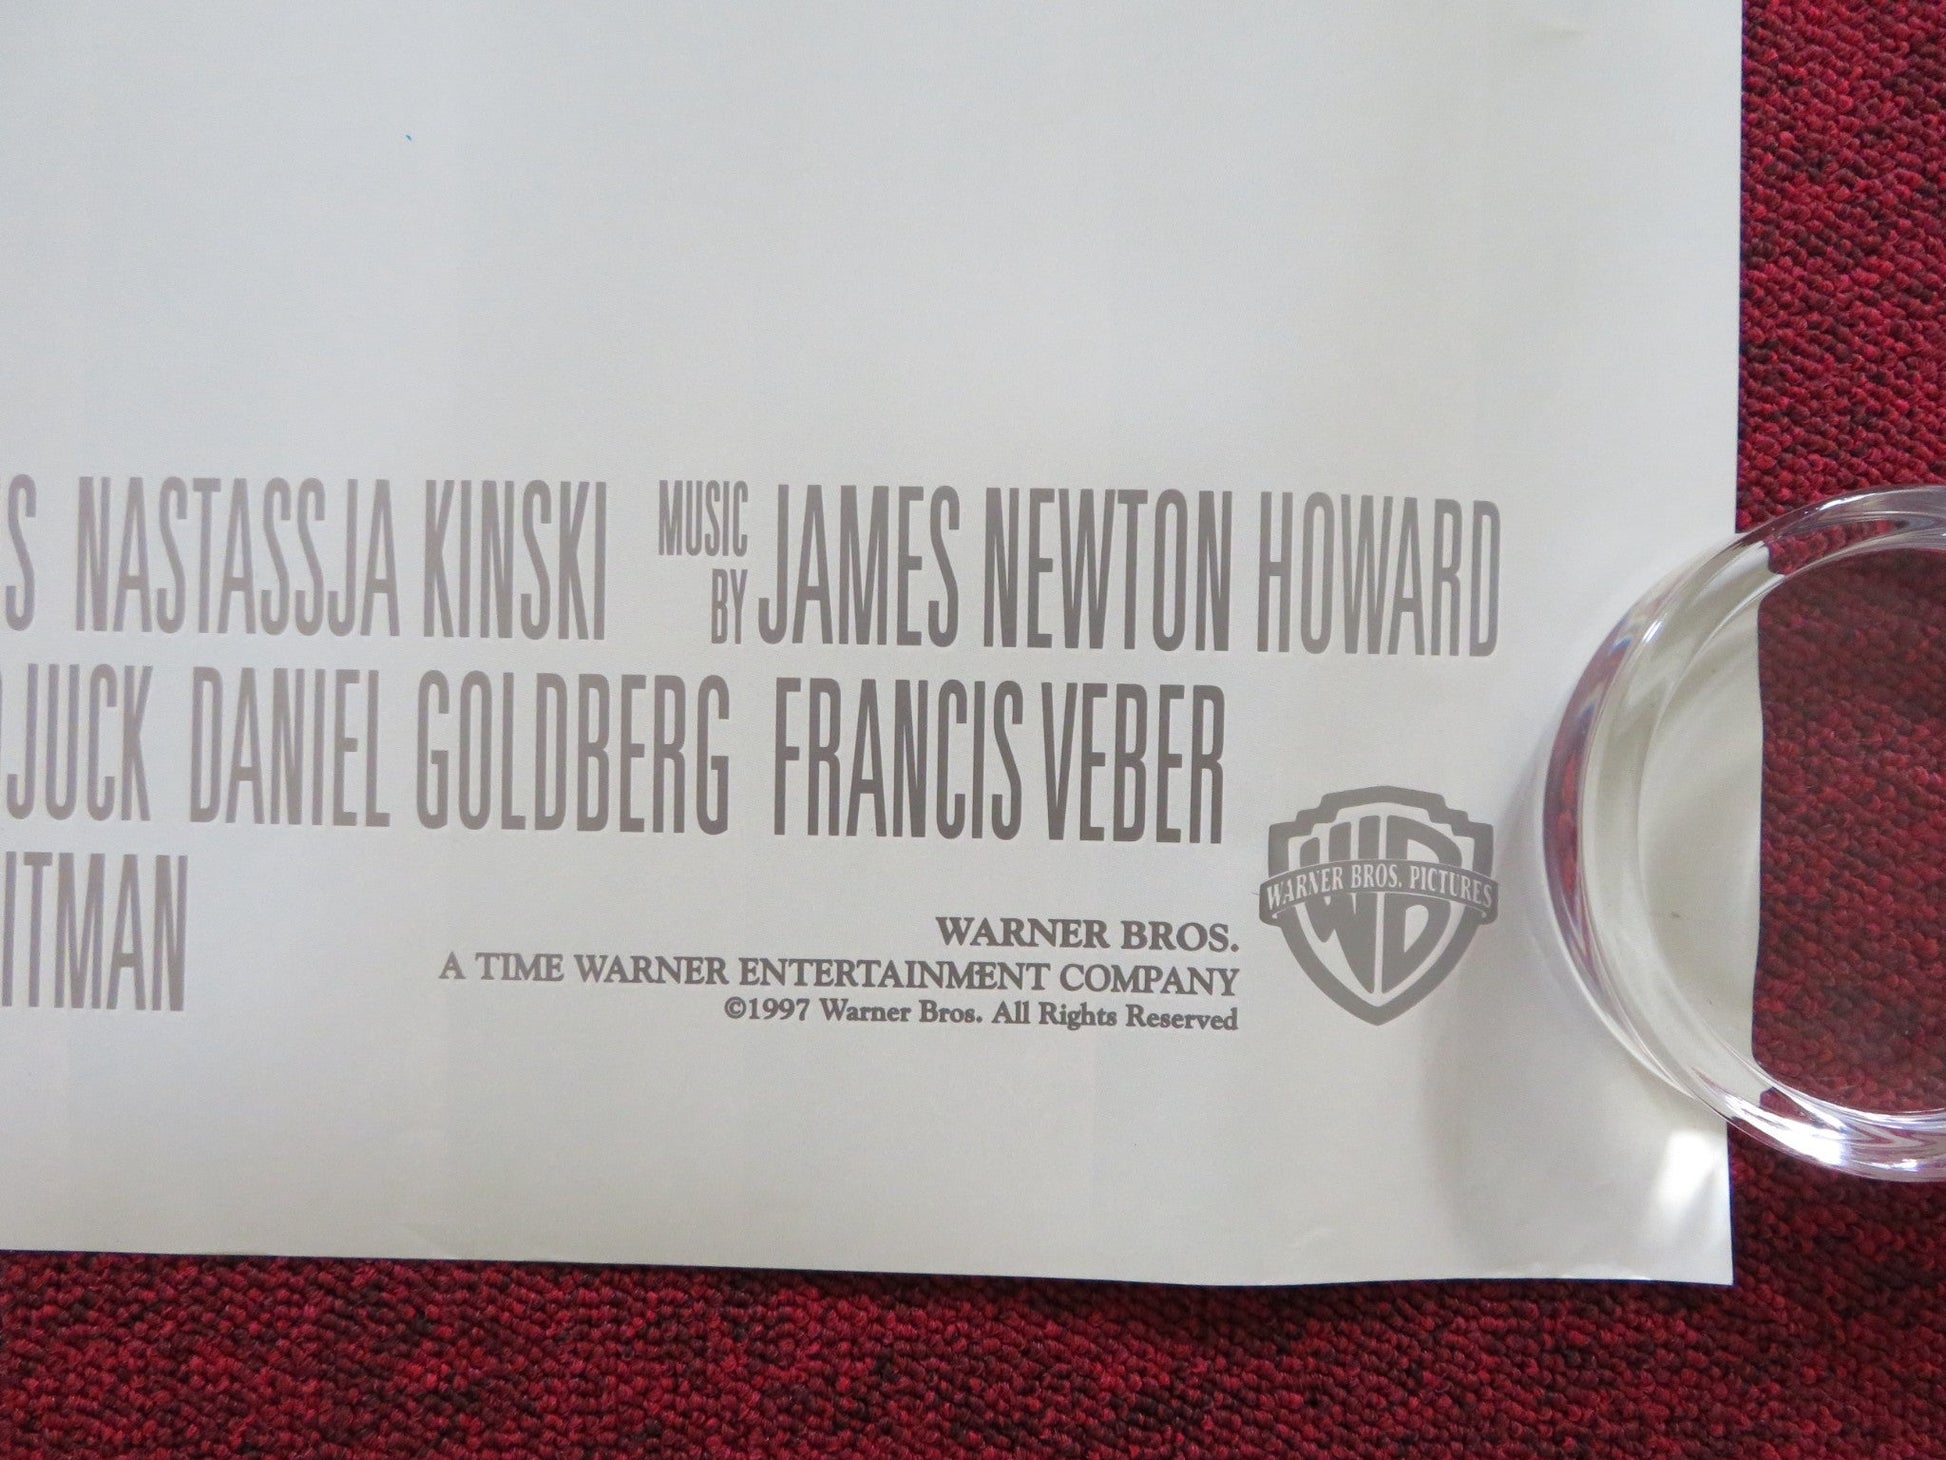 S NASTASSJA KINSKI MUSIC BY JAMES NEWTON HOWARD
JUCK DANIEL GOLDBERG FRANCIS VEBER
ITMAN
WARNER BROS.
A TIME WARNER ENTERTAINMENT COMPANY
©1997 Warner Bros. All Rights Reserved
WB
WARNER BROS. PICTURES